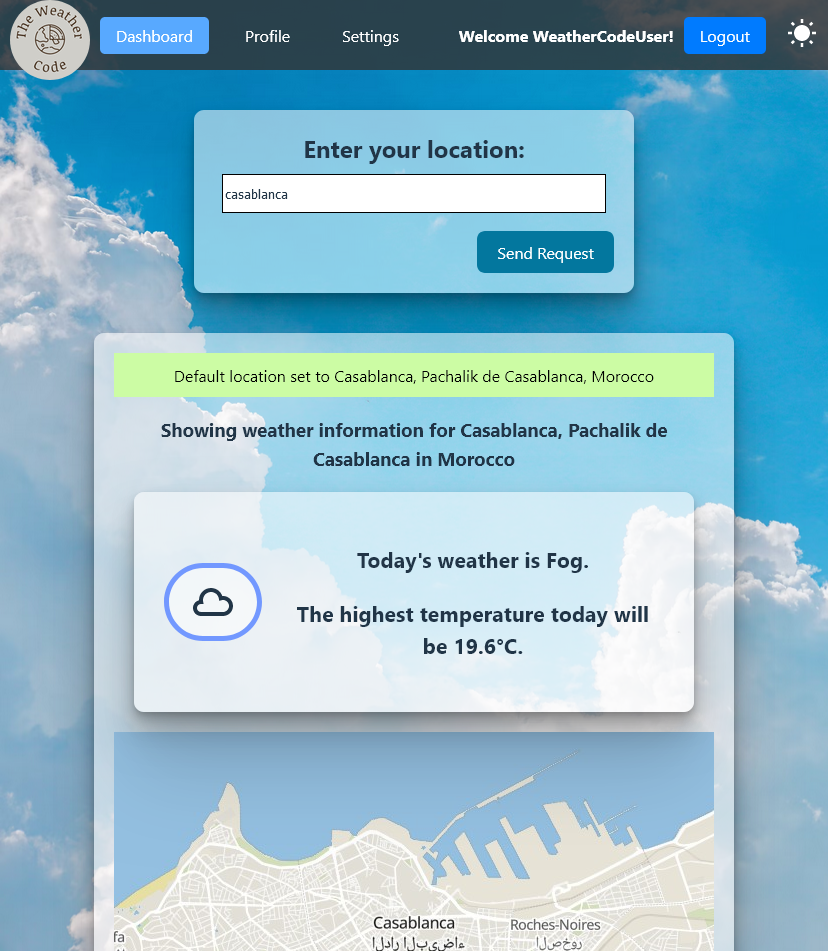 The Weather
Code
Dashboard
Profile
Settings
Welcome WeatherCodeUser!
Logout
Enter your location:
casablanca
Send Request
Default location set to Casablanca, Pachalik de Casablanca, Morocco
Showing weather information for Casablanca, Pachalik de
Casablanca in Morocco
Today's weather is Fog.
The highest temperature today will
be 19.6°C.
Casablanca
الدار البيضاء
Roches-Noires
الصخور
fa